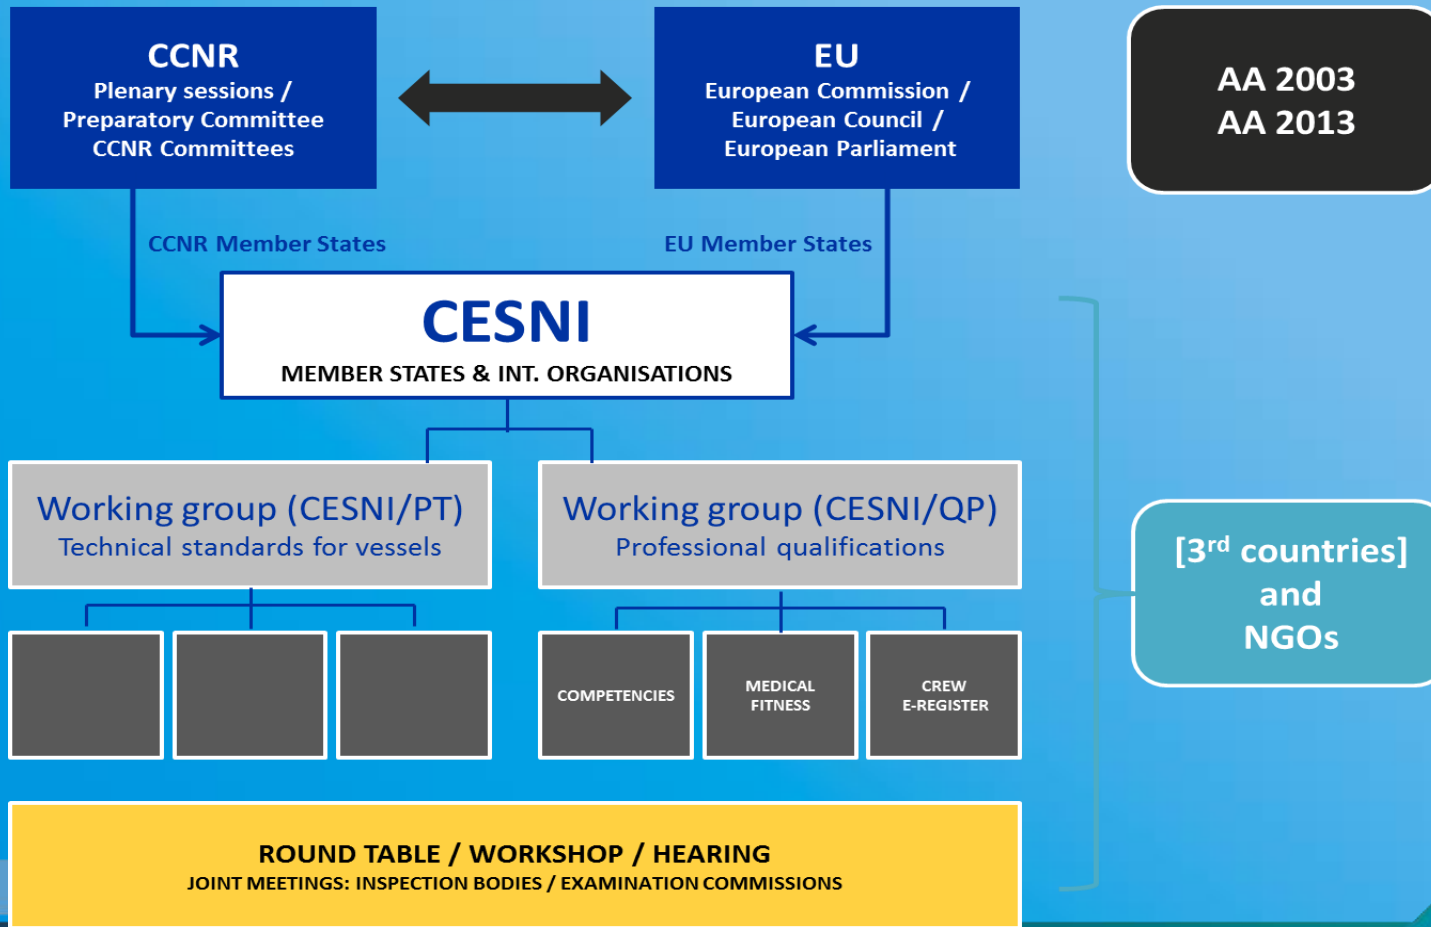 CCNR
Plenary sessions /
Preparatory Committee
CCNR Committees
EU
European Commission /
European Council /
European Parliament
AA 2003
AA 2013
CCNR Member States
EU Member States
CESNI
MEMBER STATES & INT. ORGANISATIONS
Working group (CESNI/PT)
Technical standards for vessels
Working group (CESNI/QP)
Professional qualifications
[3rd countries]
and
NGOs
COMPETENCIES
MEDICAL
FITNESS
CREW
E-REGISTER
ROUND TABLE / WORKSHOP / HEARING
JOINT MEETINGS: INSPECTION BODIES / EXAMINATION COMMISSIONS